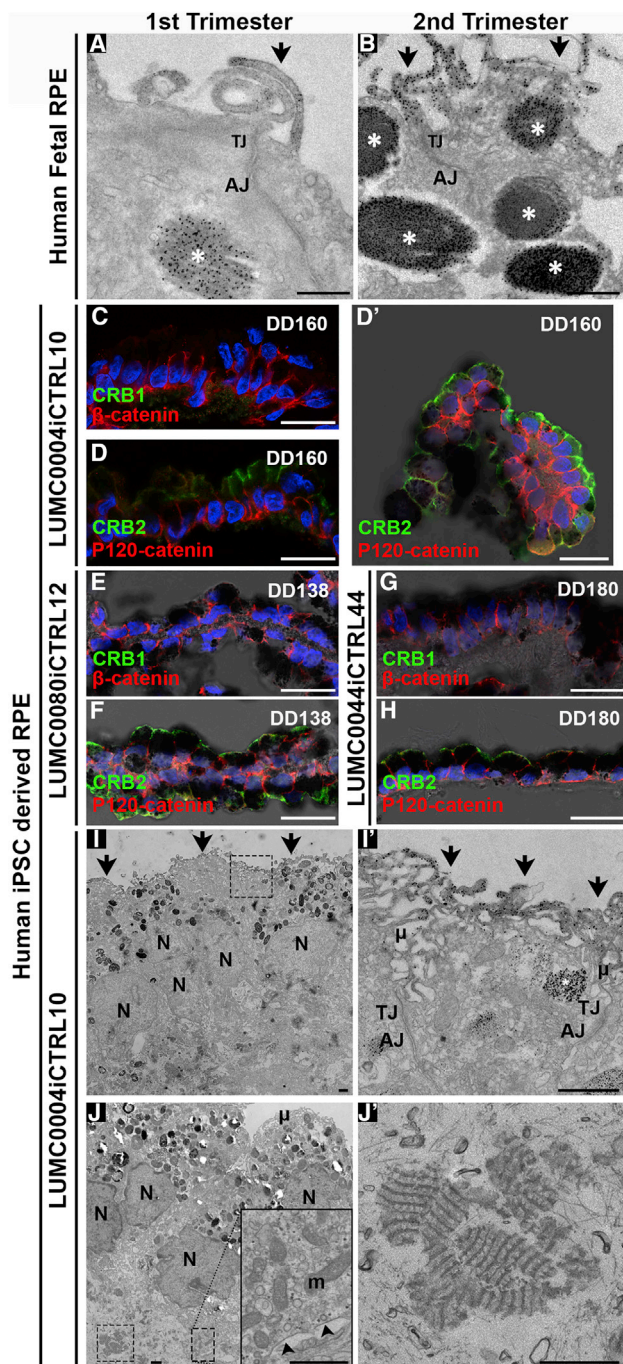 1st Trimester
2nd Trimester
Human Fetal RPE
A
TJ
AJ
*
B
TJ
AJ
*
*
*
*
*
Human iPSC derived RPE
LUMC0004iCTRL10
C
DD160
CRB1
β-catenin
D
DD160
CRB2
P120-catenin
D'
DD160
CRB2
P120-catenin
LUMC0080iCTRL12
E
DD138
CRB1
β-catenin
F
DD138
CRB2
P120-catenin
LUMC0044iCTRL44
G
DD180
CRB1
β-catenin
H
DD180
CRB2
P120-catenin
LUMC0004iCTRL10
I
N
N
N
N
N
I'
μ
μ
*
TJ
AJ
TJ
AJ
J
μ
N
N
N
N
m
J'